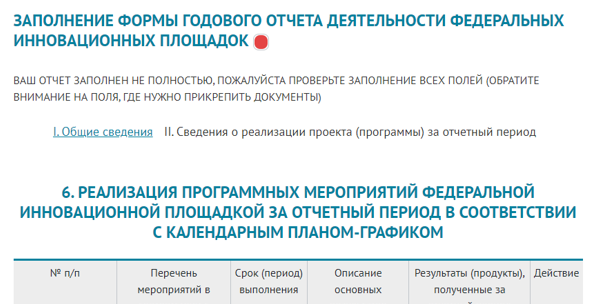 ЗАПОЛНЕНИЕ ФОРМЫ ГОДОВОГО ОТЧЕТА ДЕЯТЕЛЬНОСТИ ФЕДЕРАЛЬНЫХ
ИННОВАЦИОННЫХ ПЛОЩАДОК
ВАШ ОТЧЕТ ЗАПОЛНЕН НЕ ПОЛНОСТЬЮ, ПОЖАЛУЙСТА ПРОВЕРЬТЕ ЗАПОЛНЕНИЕ ВСЕХ ПОЛЕЙ (ОБРАТИТЕ
ВНИМАНИЕ НА ПОЛЯ, ГДЕ НУЖНО ПРИКРЕПИТЬ ДОКУМЕНТЫ)
I. Общие сведения II. Сведения о реализации проекта (программы) за отчетный период
6. РЕАЛИЗАЦИЯ ПРОГРАММНЫХ МЕРОПРИЯТИЙ ФЕДЕРАЛЬНОЙ
ИННОВАЦИОННОЙ ПЛОЩАДКОЙ ЗА ОТЧЕТНЫЙ ПЕРИОД В СООТВЕТСТВИИ
С КАЛЕНДАРНЫМ ПЛАНОМ-ГРАФИКОМ
№ п/п Перечень Срок (период) Описание Результаты (продукты), Действие
мероприятий в выполнения основных полученные за